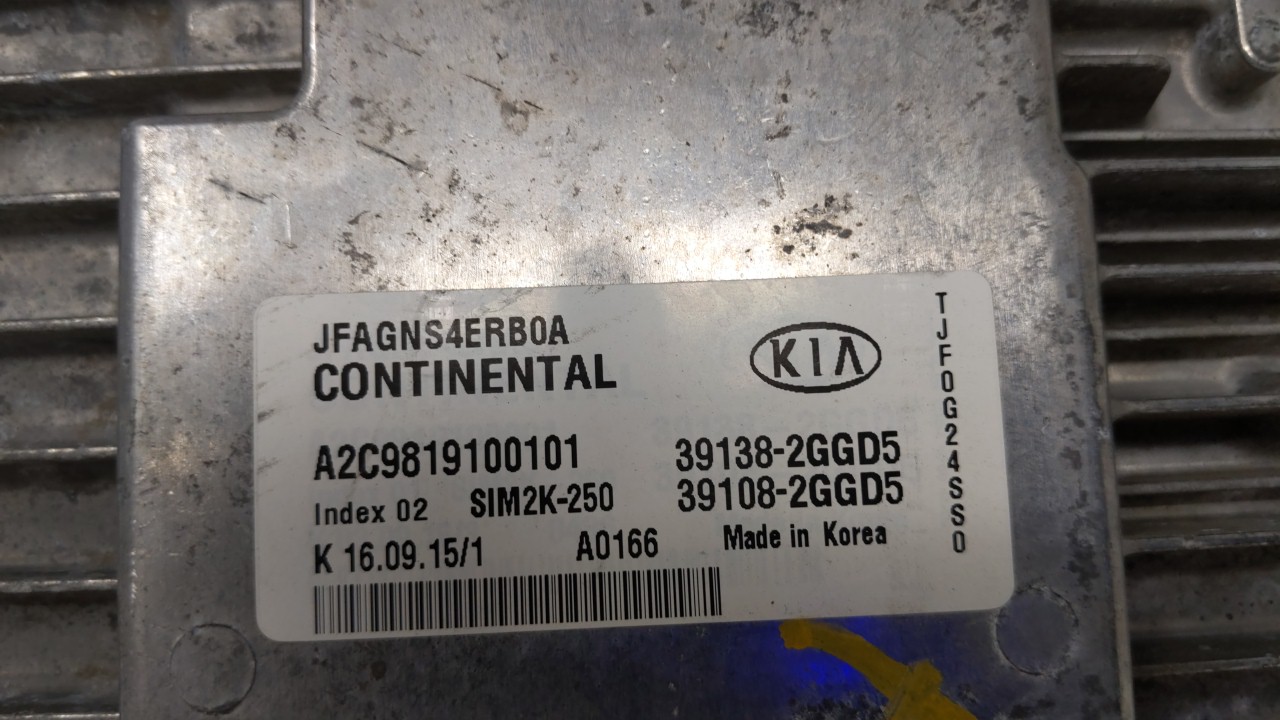 JFAGNS4ERB0A
CONTINENTAL
KIA
A2C9819100101
39138-2GGD5
Index 02 SIM2K-250
39108-2GGD5
K 16.09.15/1 A0166 Made in Korea
TJF0G24SS0